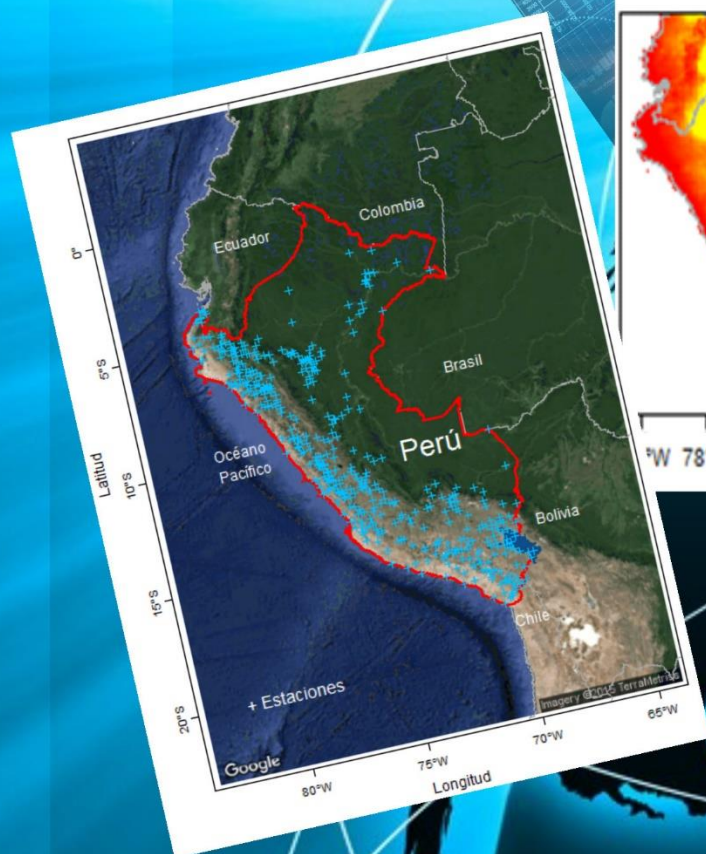 Colombia
Ecuador
0°
5°S
Brasil
Latitud
Océano
Pacífico
Perú
10°S
Bolivia
15°S
Chile
+ Estaciones
20°S
Google
Imagery ©2015 TerraMetrics
80°W
75°W
70°W
65°W
Longitud
°W 78